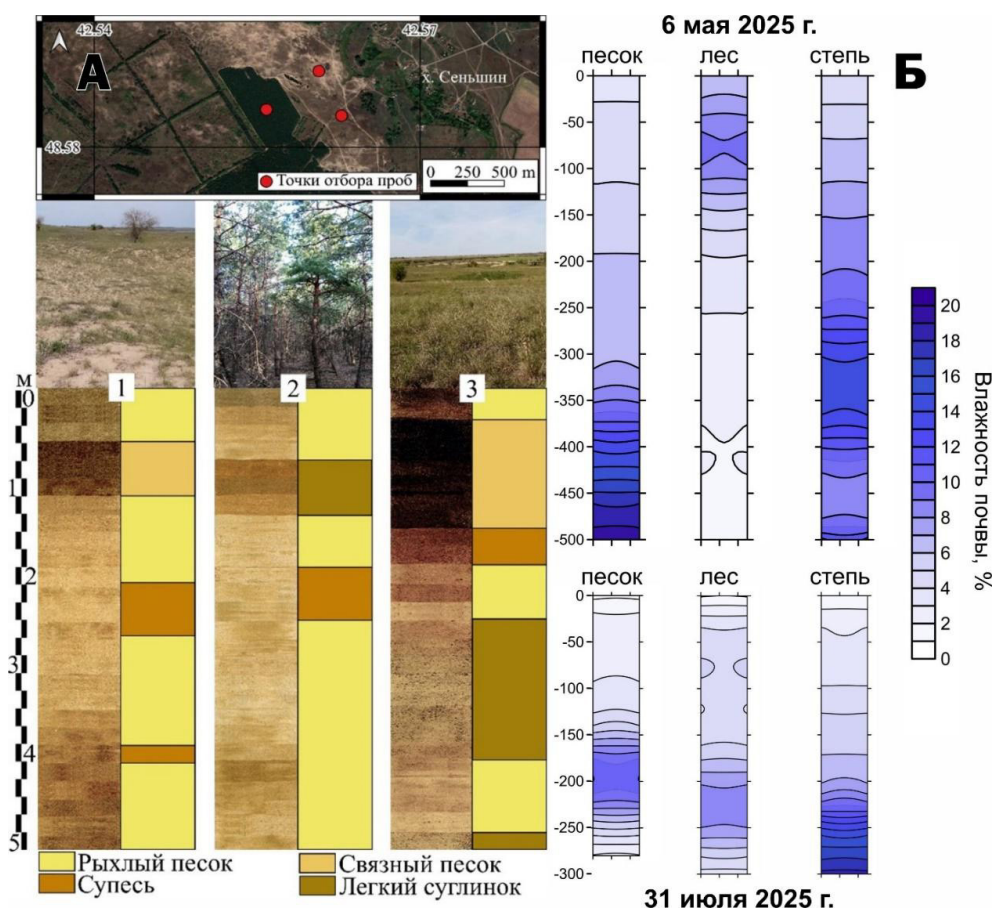 42.54
42.57
А
х. Сеньшин
48.58
Точки отбора проб
0 250 500 m
м
0
1
2
3
4
5
1
2
3
Рыхлый песок
Супесь
Связный песок
Легкий суглинок
6 мая 2025 г.
Б
песок
лес
степь
0
-50
-100
-150
-200
-250
-300
-350
-400
-450
-500
песок
лес
степь
0
-50
-100
-150
-200
-250
-300
31 июля 2025 г.
20
18
16
14
12
10
8
6
4
2
0
Влажность почвы, %